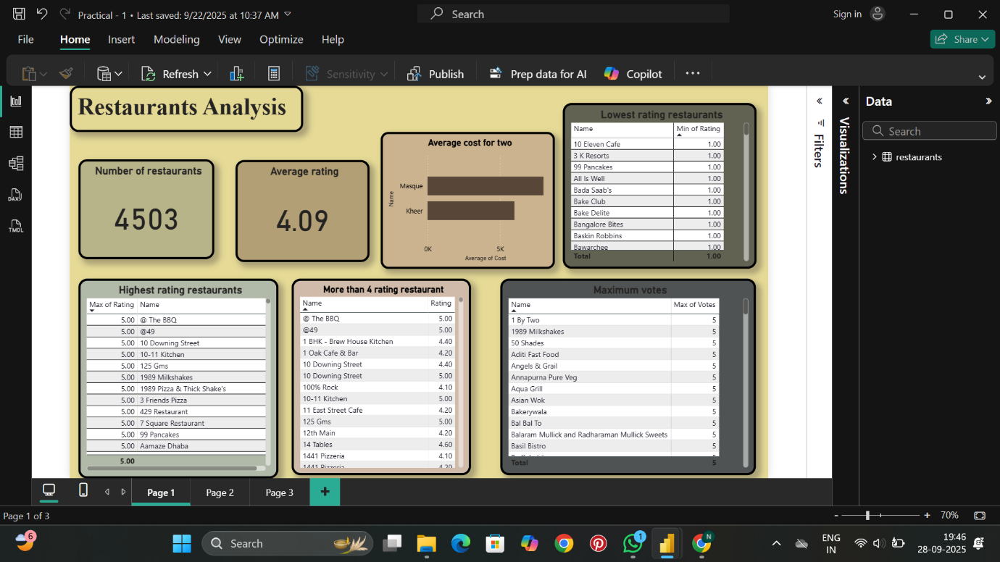 Practical - 1 • Last saved: 9/22/2025 at 10:37 AM
Search
Sign in
File Home Insert Modeling View Optimize Help
Share
Refresh
Sensitivity
Publish
Prep data for AI
Copilot
Restaurants Analysis
Number of restaurants
4503
Average rating
4.09
Average cost for two
Name
Masque
Kheer
0K 5K
Average of Cost
Lowest rating restaurants
Name Min of Rating
10 Eleven Cafe 1.00
3 K Resorts 1.00
99 Pancakes 1.00
All Is Well 1.00
Bada Saab's 1.00
Bake Club 1.00
Bake Delite 1.00
Bangalore Bites 1.00
Baskin Robbins 1.00
Bawarchee 1.00
Total 1.00
Highest rating restaurants
Max of Rating Name
5.00 @ The BBQ
5.00 @49
5.00 10 Downing Street
5.00 10-11 Kitchen
5.00 125 Gms
5.00 1989 Milkshakes
5.00 1989 Pizza & Thick Shake's
5.00 3 Friends Pizza
5.00 429 Restaurant
5.00 7 Square Restaurant
5.00 99 Pancakes
5.00 Aamaze Dhaba
5.00
More than 4 rating restaurant
Name Rating
@ The BBQ 5.00
@49 5.00
1 BHK - Brew House Kitchen 4.40
1 Oak Cafe & Bar 4.20
10 Downing Street 4.40
10 Downing Street 5.00
100% Rock 4.10
10-11 Kitchen 5.00
11 East Street Cafe 4.20
125 Gms 5.00
12th Main 4.20
14 Tables 4.60
1441 Pizzeria 4.10
1441 Pizzeria 4.20
Maximum votes
Name Max of Votes
1 By Two 5
1989 Milkshakes 5
50 Shades 5
Aditi Fast Food 5
Angels & Grail 5
Annapurna Pure Veg 5
Aqua Grill 5
Asian Wok 5
Bakerywala 5
Bal Bal To 5
Balaram Mullick and Radharaman Mullick Sweets 5
Basil Bistro 5
Total 5
Filters
Visualizations
Data
Search
restaurants
DAX
TMDL
Page 1 Page 2 Page 3
Page 1 of 3
- + 70%
6
Search
1
N
ENG
IN
19:46
28-09-2025